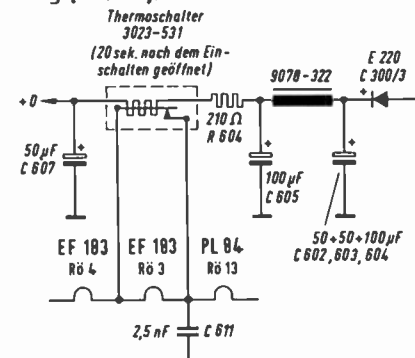 Thermoschalter
3023-531
(20 sek. nach dem Ein-
schalten geöffnet)
E 220
C 300/3
9078-322
+
+D
210 Ω
R 604
+
50µF
C 607
+
100µF
C 605
+
50+50+100µF
C 602, 603, 604
EF 183
Rö 4
EF 183
Rö 3
PL 84
Rö 13
2,5 nF
C 611